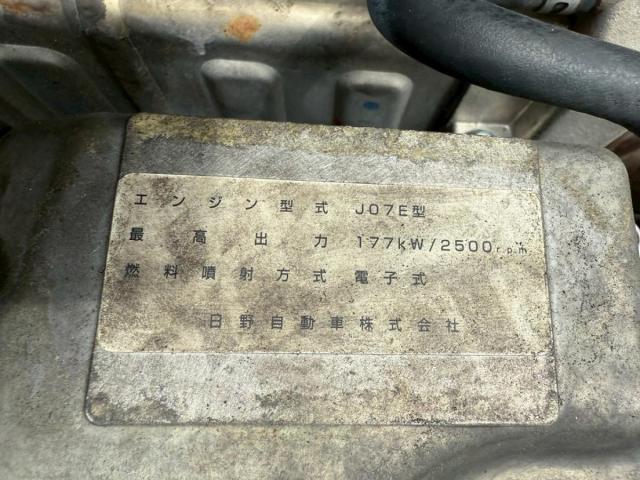 エンジン型式 J07E型
最高出力 177kW/2500r.p.m
燃料噴射方式 電子式
日野自動車株式会社